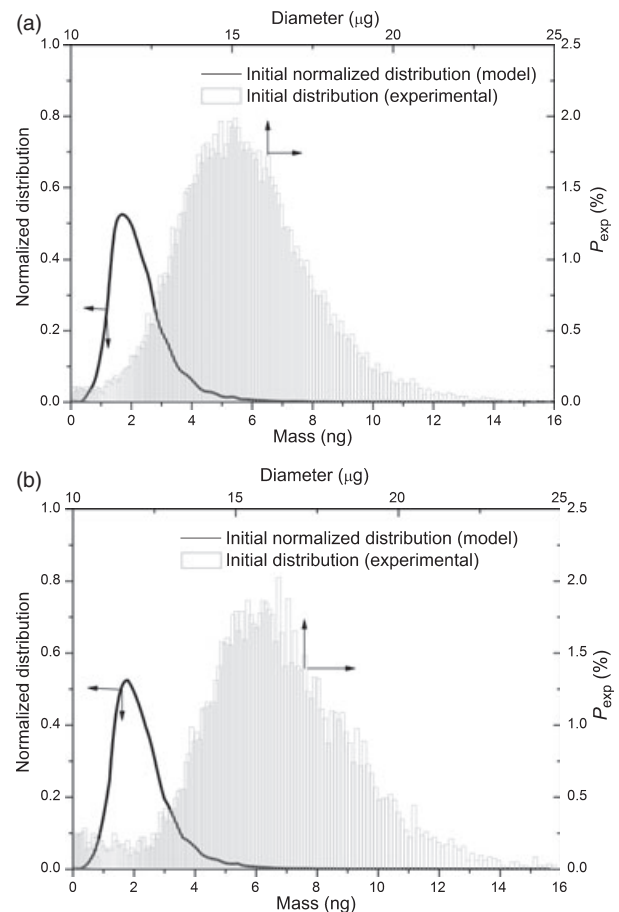 (a)
Diameter (μg)
10 15 20 25
1.0 2.5
Initial normalized distribution (model)
Initial distribution (experimental)
0.8 2.0
0.6 1.5
0.4 1.0
0.2 0.5
0.0 0.0
Normalized distribution
Pexp (%)
0 2 4 6 8 10 12 14 16
Mass (ng)
(b)
Diameter (μg)
10 15 20 25
1.0 2.5
Initial normalized distribution (model)
Initial distribution (experimental)
0.8 2.0
0.6 1.5
0.4 1.0
0.2 0.5
0.0 0.0
Normalized distribution
Pexp (%)
0 2 4 6 8 10 12 14 16
Mass (ng)